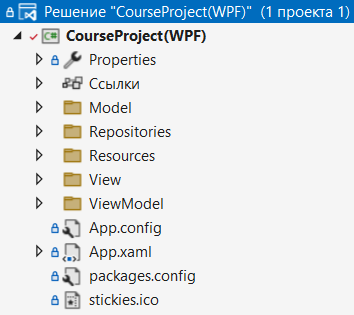 Решение "CourseProject(WPF)" (1 проекта 1)
CourseProject(WPF)
Properties
Ссылки
Model
Repositories
Resources
View
ViewModel
App.config
App.xaml
packages.config
stickies.ico